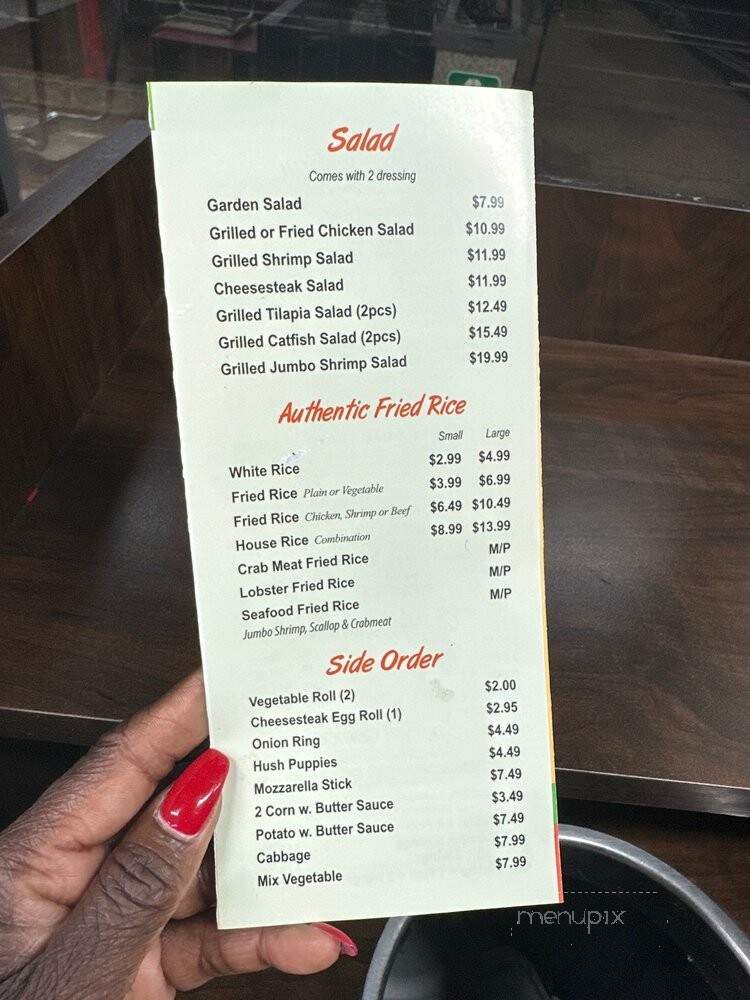 Salad
Comes with 2 dressing
Garden Salad $7.99
Grilled or Fried Chicken Salad $10.99
Grilled Shrimp Salad $11.99
Cheesesteak Salad $11.99
Grilled Tilapia Salad (2pcs) $12.49
Grilled Catfish Salad (2pcs) $15.49
Grilled Jumbo Shrimp Salad $19.99
Authentic Fried Rice
Small Large
White Rice $2.99 $4.99
Fried Rice Plain or Vegetable $3.99 $6.99
Fried Rice Chicken, Shrimp or Beef $6.49 $10.49
House Rice Combination $8.99 $13.99
Crab Meat Fried Rice M/P
Lobster Fried Rice M/P
Seafood Fried Rice M/P
Jumbo Shrimp, Scallop & Crabmeat
Side Order
Vegetable Roll (2) $2.00
Cheesesteak Egg Roll (1) $2.95
Onion Ring $4.49
Hush Puppies $4.49
Mozzarella Stick $7.49
2 Corn w. Butter Sauce $3.49
Potato w. Butter Sauce $7.49
Cabbage $7.99
Mix Vegetable $7.99
menupix